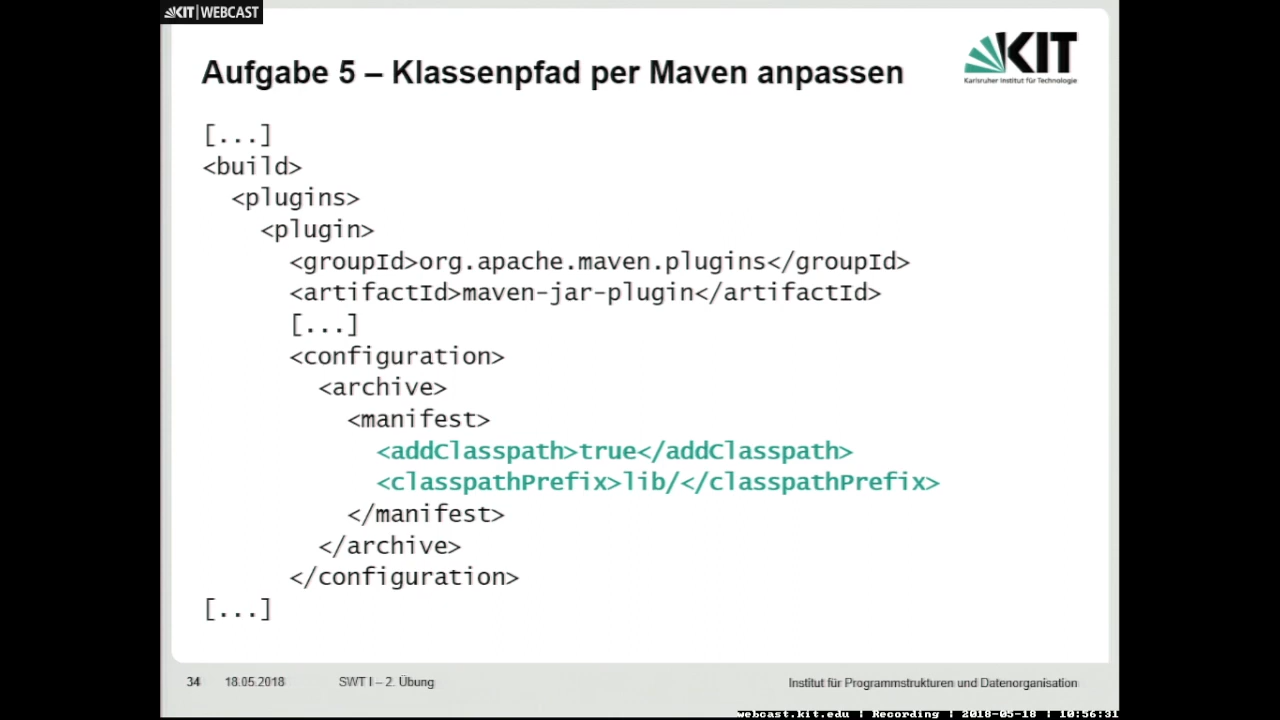 KIT | WEBCAST
Aufgabe 5 – Klassenpfad per Maven anpassen
KIT
Karlsruher Institut für Technologie
[...]
<build>
  <plugins>
    <plugin>
      <groupId>org.apache.maven.plugins</groupId>
      <artifactId>maven-jar-plugin</artifactId>
      [...]
      <configuration>
        <archive>
          <manifest>
            <addClasspath>true</addClasspath>
            <classpathPrefix>lib/</classpathPrefix>
          </manifest>
        </archive>
      </configuration>
[...]
34 18.05.2018 SWT I – 2. Übung Institut für Programmstrukturen und Datenorganisation
webcast.kit.edu | Recording | 2018-05-18 | 10:56:31